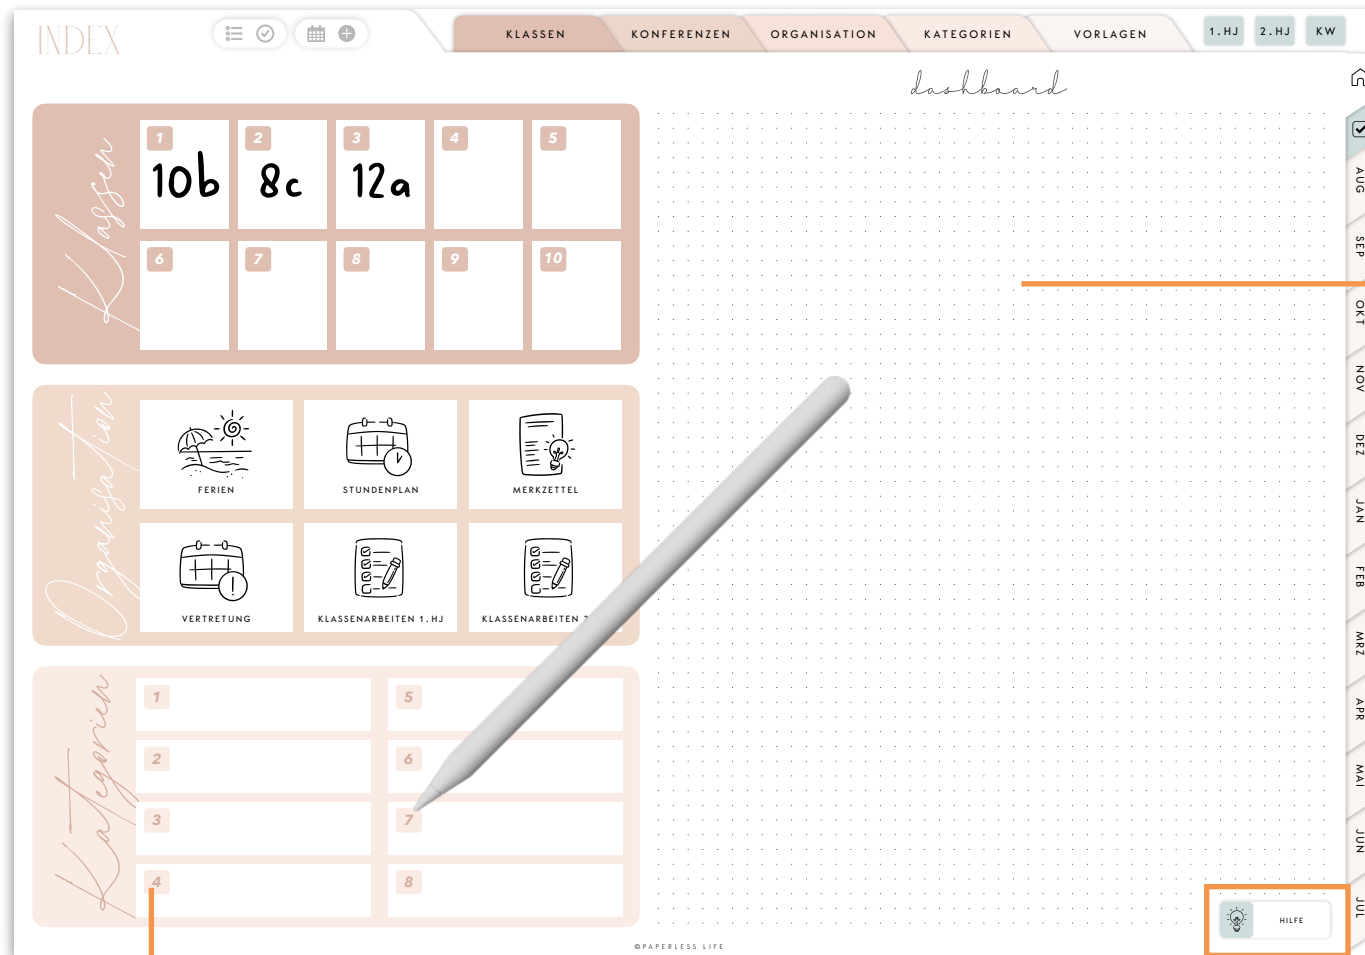 INDEX
KLASSEN
KONFERENZEN
ORGANISATION
KATEGORIEN
VORLAGEN
1.HJ
2.HJ
KW
dashboard
Klassen
1
2
3
4
5
10b
8c
12a
6
7
8
9
10
Organisation
FERIEN
STUNDENPLAN
MERKZETTEL
VERTRETUNG
KLASSENARBEITEN 1.HJ
KLASSENARBEITEN
Kategorien
1
5
2
6
3
7
4
8
AUG
SEP
OKT
NOV
DEZ
JAN
FEB
MRZ
APR
MAI
JUN
JUL
HILFE
©PAPERLESS LIFE